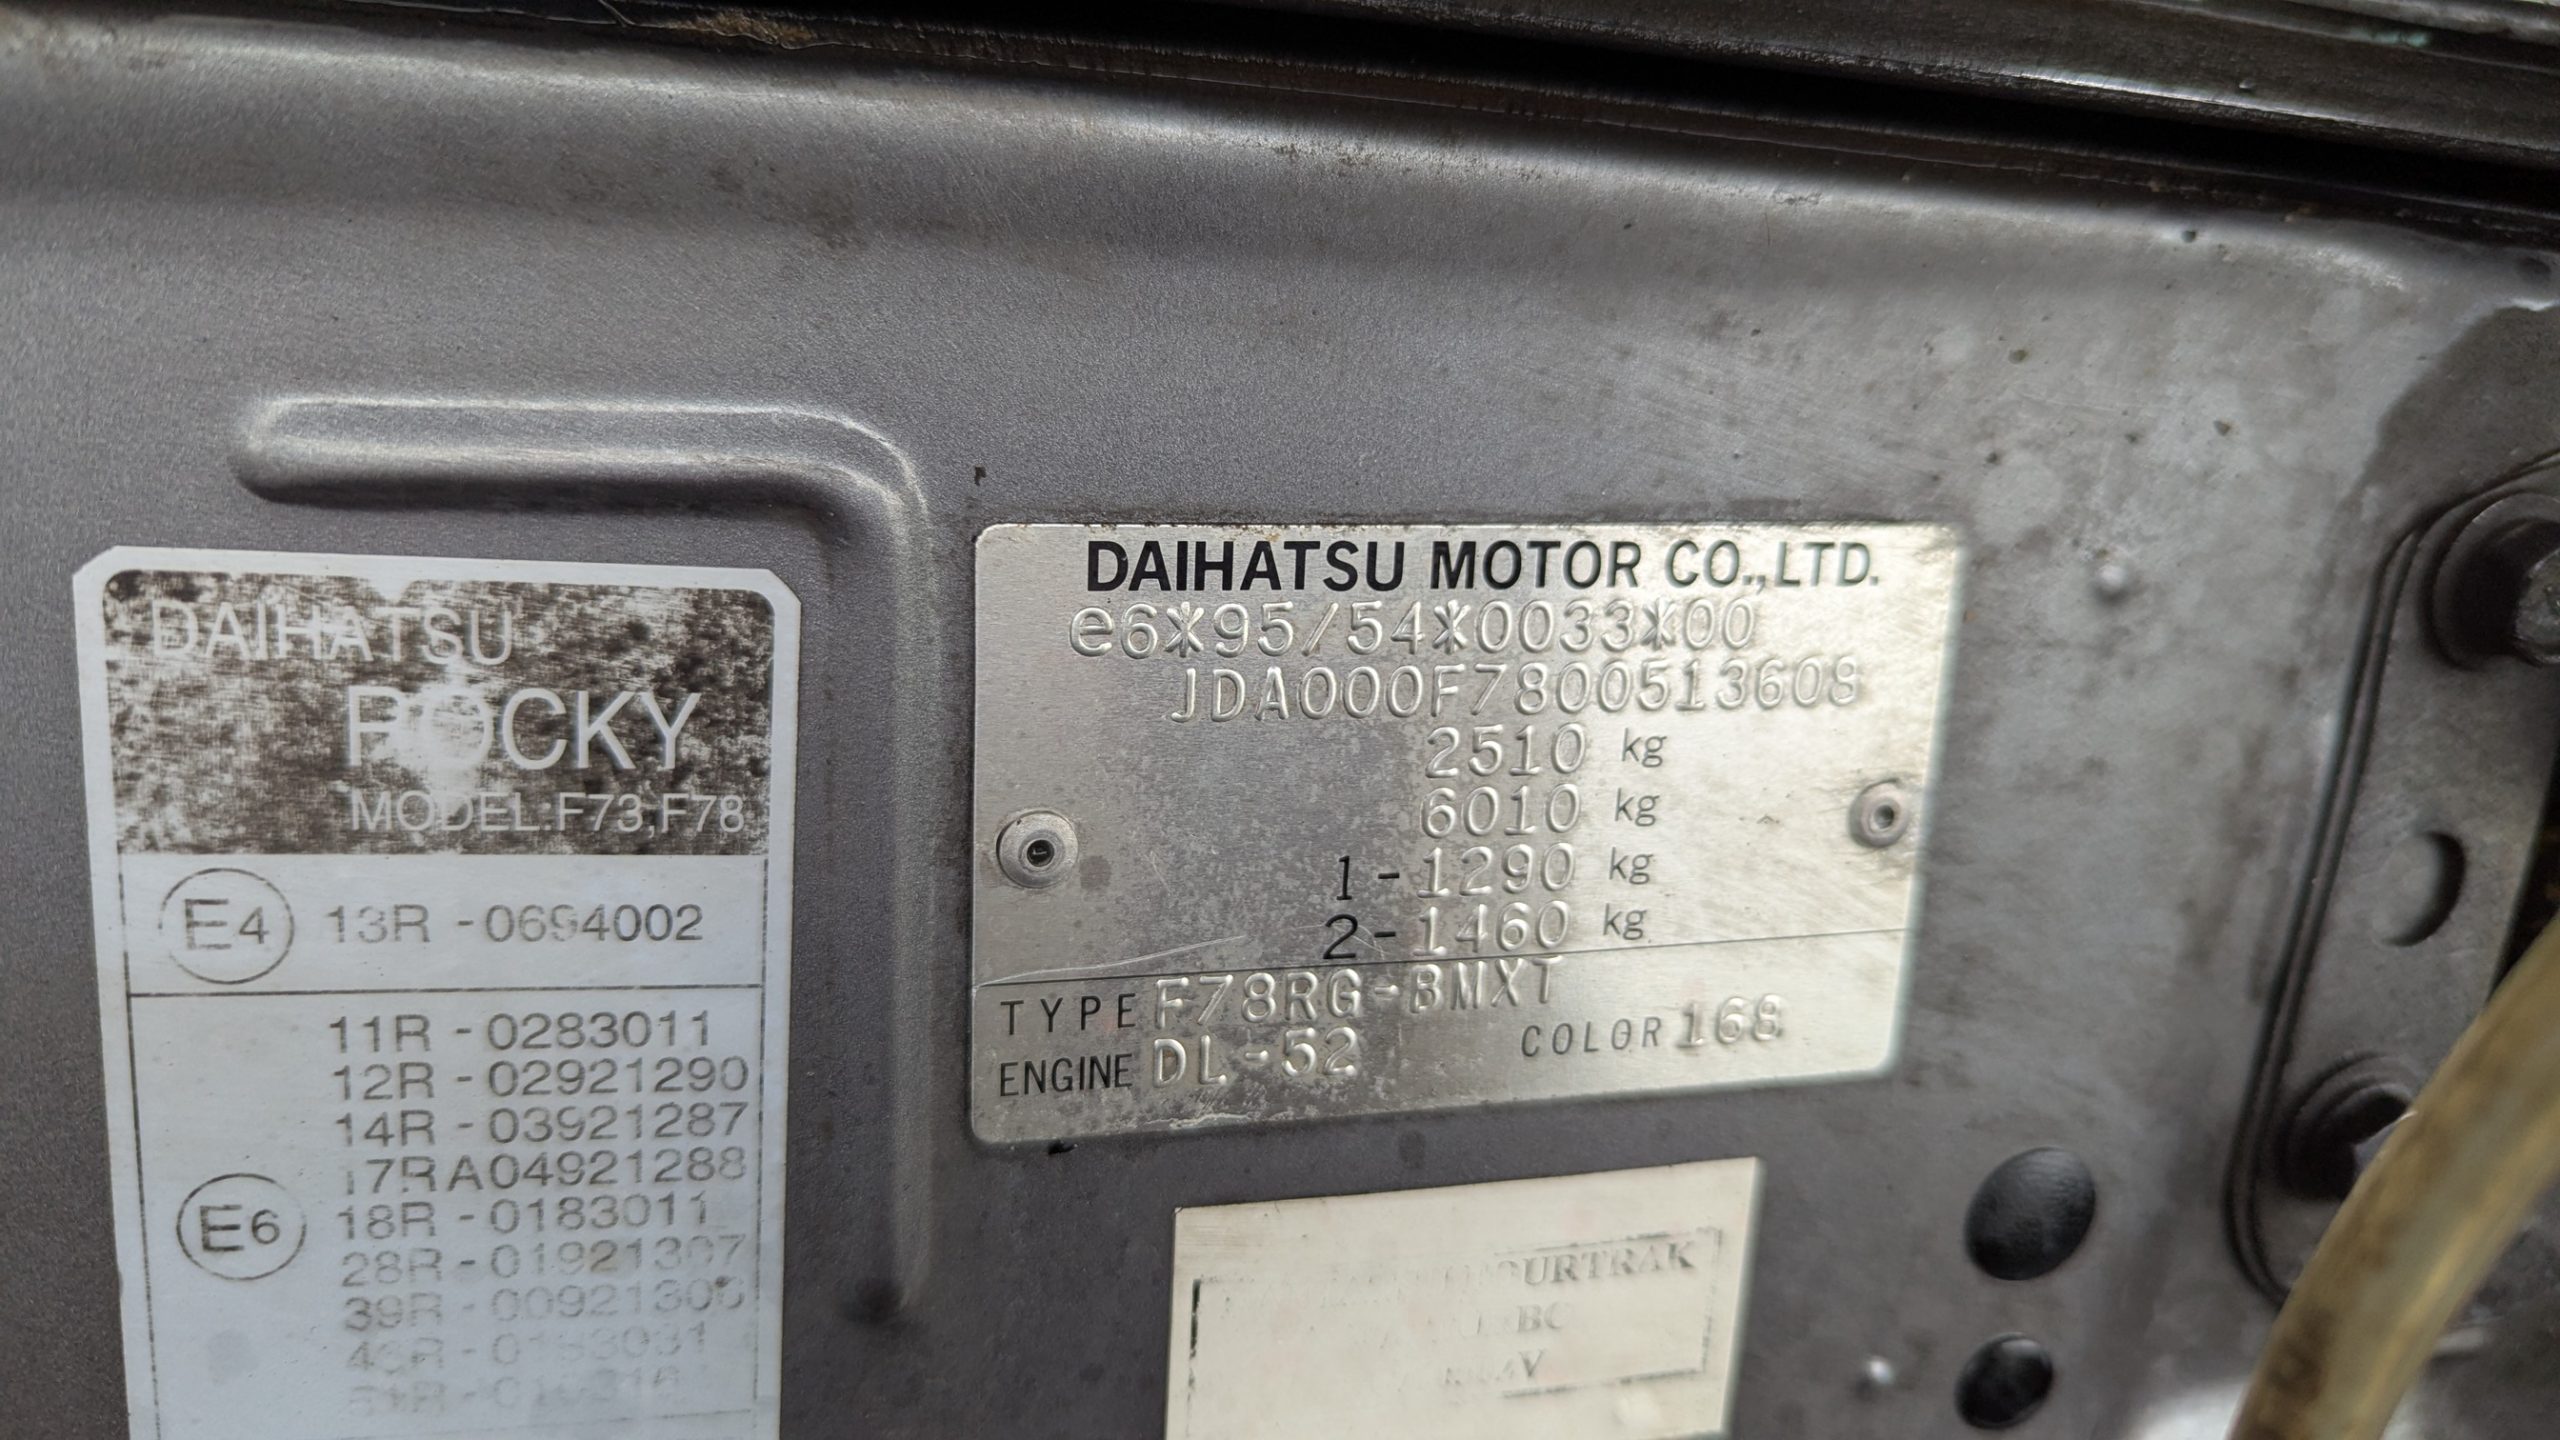 DAIHATSU
ROCKY
MODEL:F73,F78
E4 13R - 0694002
11R - 0283011
12R - 02921290
14R - 03921287
17RA04921288
E6
18R - 0183011
28R - 01921307
39R - 00921306
DAIHATSU MOTOR CO.,LTD.
e6*95/54*0033*00
JDA000F7800513608
2510 kg
6010 kg
1-1290 kg
2-1460 kg
TYPE F78RG-BMXT
ENGINE DL-52 COLOR 168